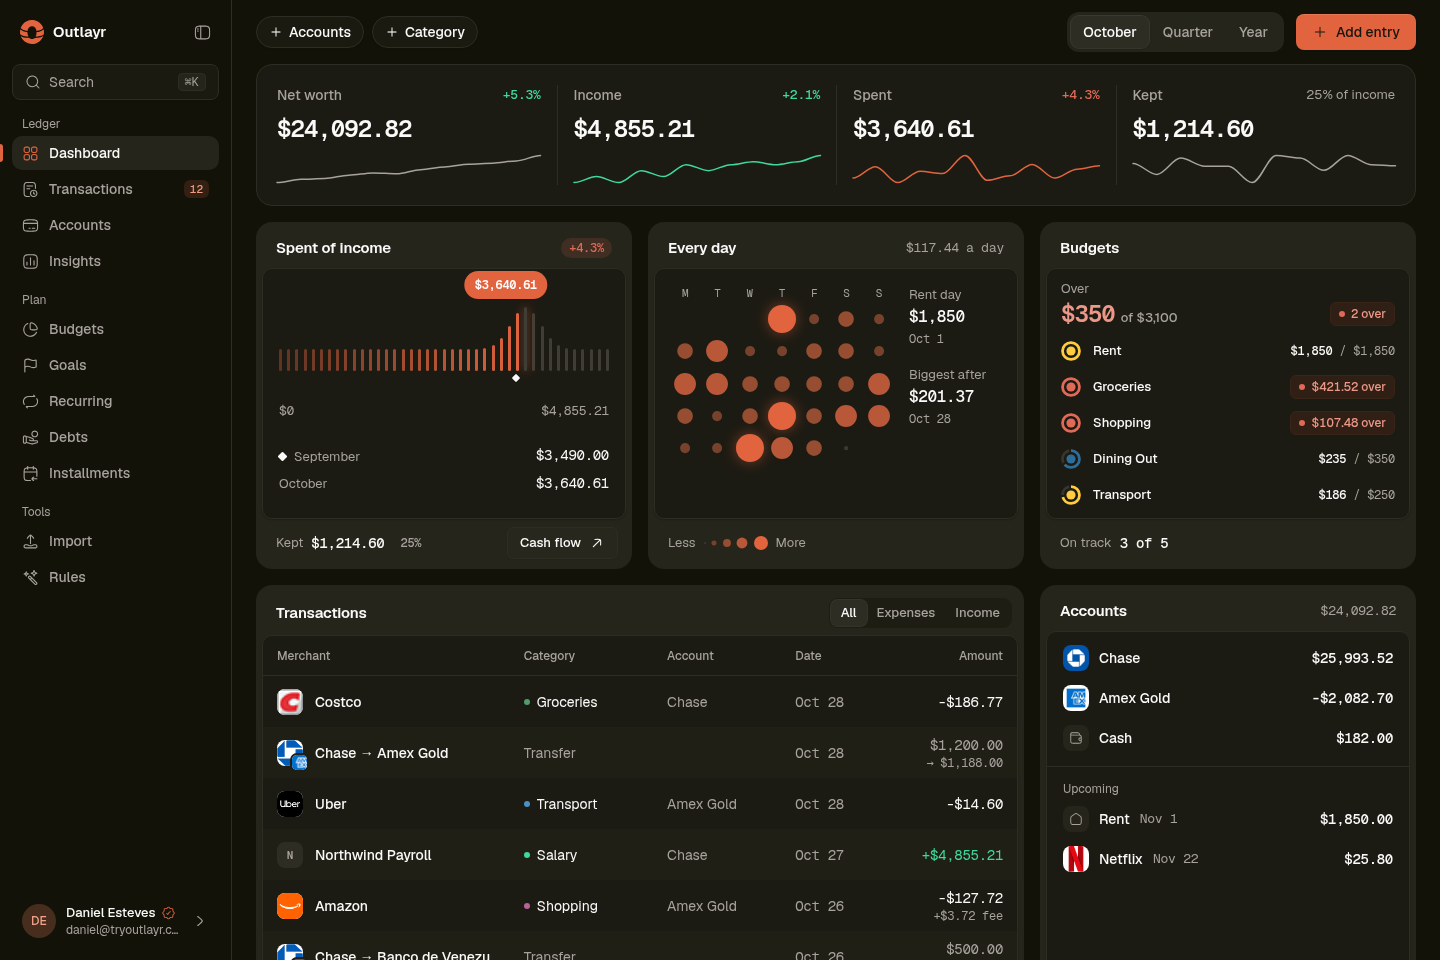 Outlayr
Search ⌘K
Ledger
Dashboard
Transactions 12
Accounts
Insights
Plan
Budgets
Goals
Recurring
Debts
Installments
Tools
Import
Rules
DE
Daniel Esteves
daniel@tryoutlayr.c...
+ Accounts + Category
October Quarter Year
+ Add entry
Net worth +5.3%
$24,092.82
Income +2.1%
$4,855.21
Spent +4.3%
$3,640.61
Kept 25% of income
$1,214.60
Spent of income +4.3%
$3,640.61
$0 $4,855.21
September $3,490.00
October $3,640.61
Kept $1,214.60 25% Cash flow
Every day $117.44 a day
M T W T F S S
Rent day
$1,850
Oct 1
Biggest after
$201.37
Oct 28
Less More
Budgets
Over
$350 of $3,100 2 over
Rent $1,850 / $1,850
Groceries $421.52 over
Shopping $107.48 over
Dining Out $235 / $350
Transport $186 / $250
On track 3 of 5
Transactions All Expenses Income
Merchant Category Account Date Amount
Costco Groceries Chase Oct 28 -$186.77
Chase → Amex Gold Transfer Oct 28 $1,200.00
→ $1,188.00
Uber Uber Transport Amex Gold Oct 28 -$14.60
N Northwind Payroll Salary Chase Oct 27 +$4,855.21
Amazon Shopping Amex Gold Oct 26 -$127.72
+$3.72 fee
Chase → Banco de Venezu Transfer Oct 26 $500.00
Accounts $24,092.82
Chase $25,993.52
Amex Gold -$2,082.70
Cash $182.00
Upcoming
Rent Nov 1 $1,850.00
Netflix Nov 22 $25.80